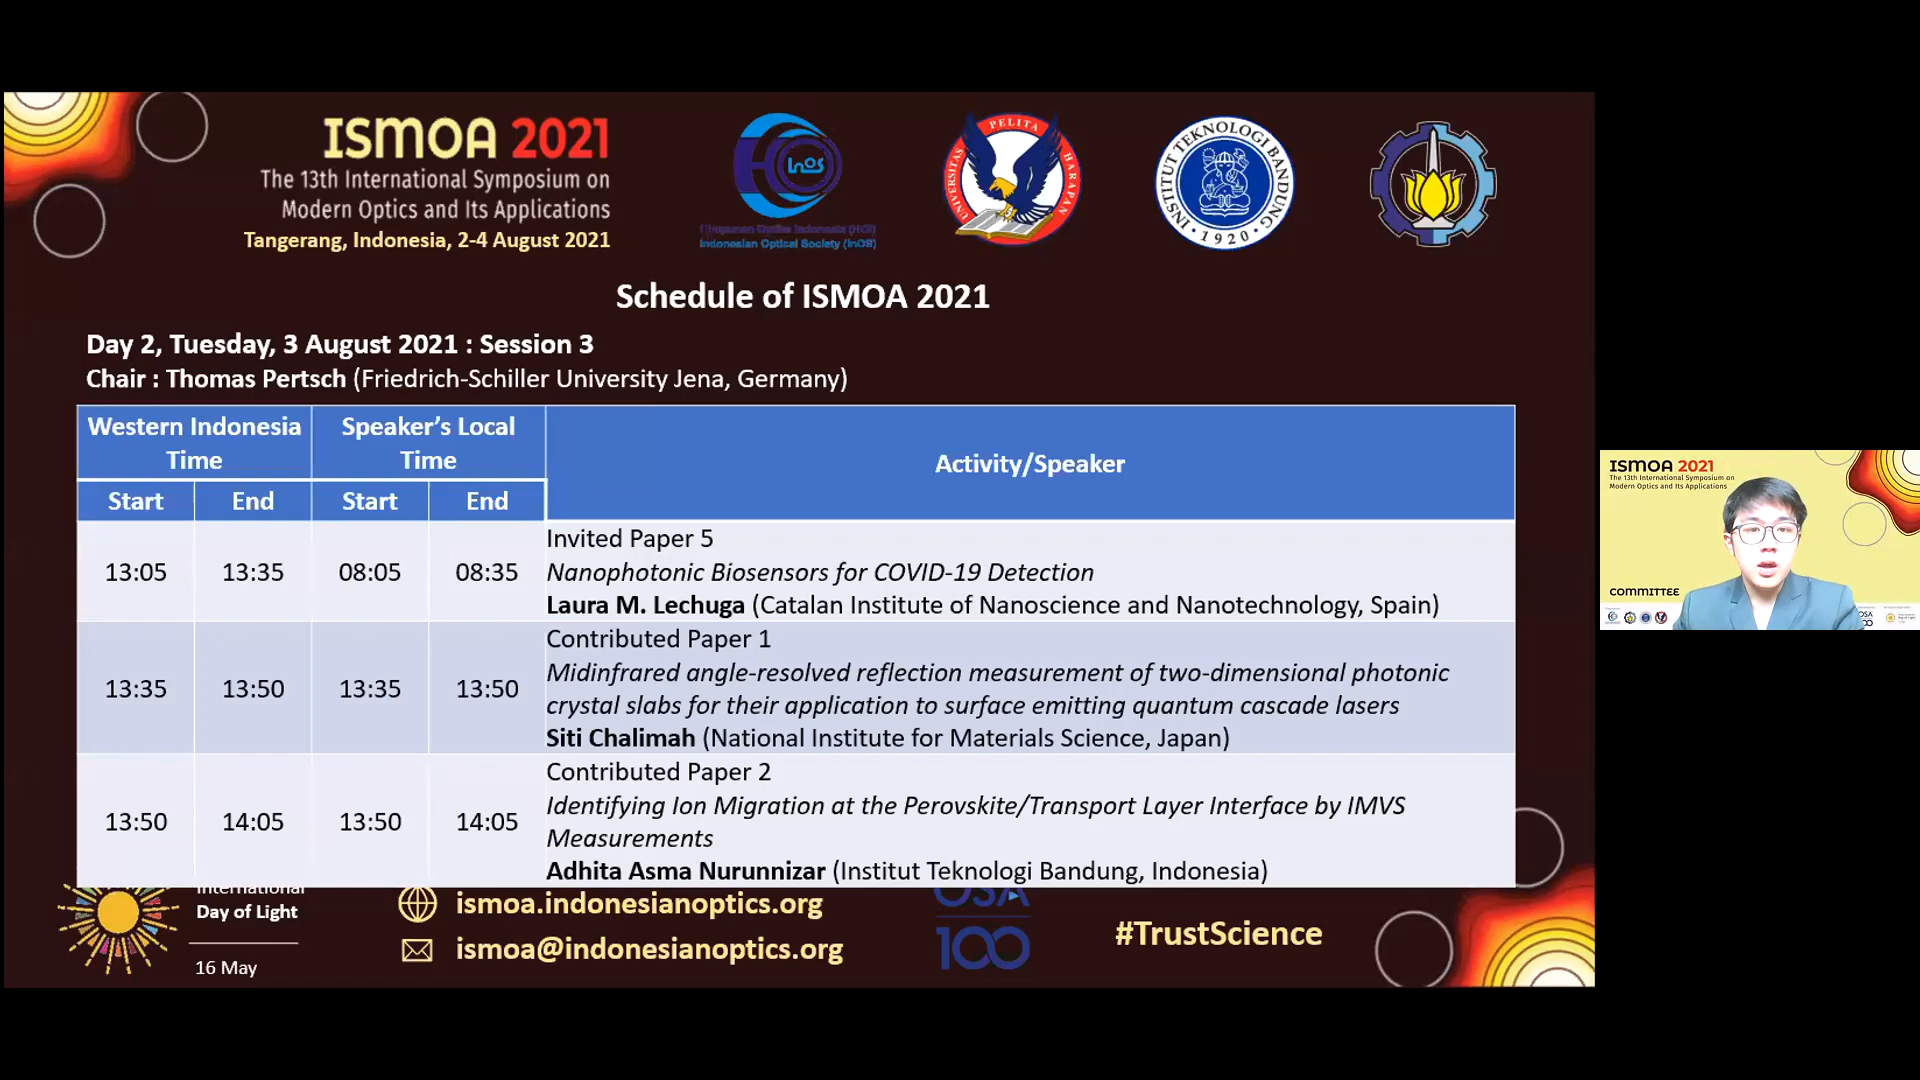 ISMOA 2021
The 13th International Symposium on
Modern Optics and Its Applications
Tangerang, Indonesia, 2-4 August 2021
InOS
Himpunan Optika Indonesia (HOI)
Indonesian Optical Society (InOS)
UNIVERSITAS PELITA HARAPAN
INSTITUT TEKNOLOGI BANDUNG
1920
Schedule of ISMOA 2021
Day 2, Tuesday, 3 August 2021 : Session 3
Chair : Thomas Pertsch (Friedrich-Schiller University Jena, Germany)
Western Indonesia Time
Speaker's Local Time
Activity/Speaker
Start End Start End
13:05 13:35 08:05 08:35
Invited Paper 5
Nanophotonic Biosensors for COVID-19 Detection
Laura M. Lechuga (Catalan Institute of Nanoscience and Nanotechnology, Spain)
13:35 13:50 13:35 13:50
Contributed Paper 1
Midinfrared angle-resolved reflection measurement of two-dimensional photonic
crystal slabs for their application to surface emitting quantum cascade lasers
Siti Chalimah (National Institute for Materials Science, Japan)
13:50 14:05 13:50 14:05
Contributed Paper 2
Identifying Ion Migration at the Perovskite/Transport Layer Interface by IMVS
Measurements
Adhita Asma Nurunnizar (Institut Teknologi Bandung, Indonesia)
International
Day of Light
16 May
ismoa.indonesianoptics.org
ismoa@indonesianoptics.org
OSA
100
#TrustScience
ISMOA 2021
The 13th International Symposium on
Modern Optics and Its Applications
COMMITTEE
OSA
100